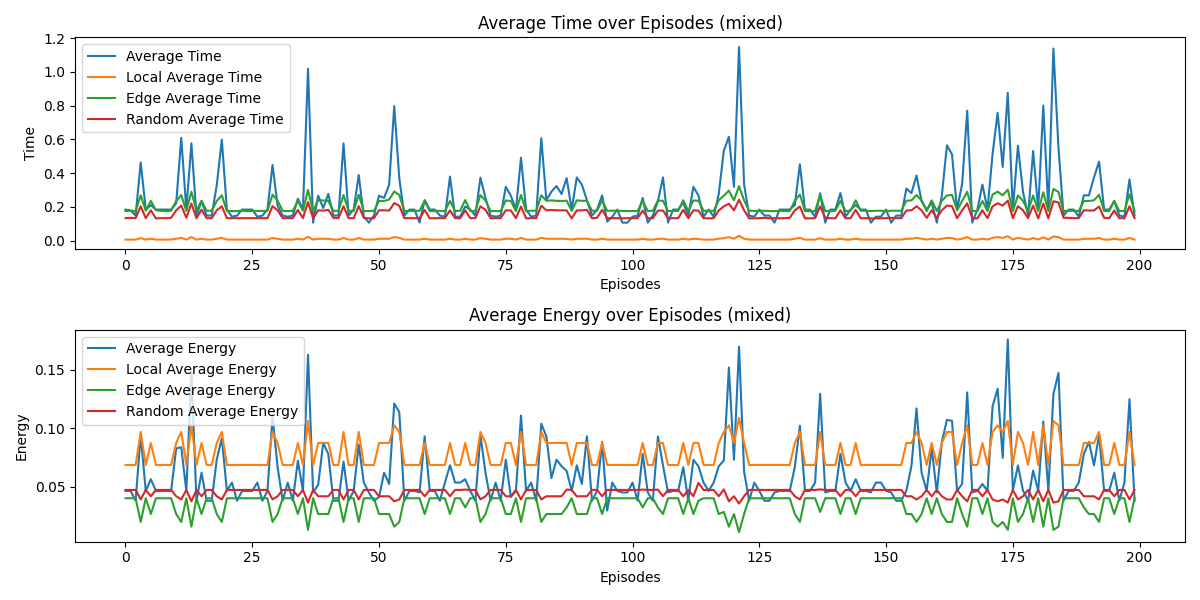 Average Time over Episodes (mixed)
1.2
1.0
0.8
0.6
0.4
0.2
0.0
Time
Average Time
Local Average Time
Edge Average Time
Random Average Time
0 25 50 75 100 125 150 175 200
Episodes
Average Energy over Episodes (mixed)
0.15
0.10
0.05
Energy
Average Energy
Local Average Energy
Edge Average Energy
Random Average Energy
0 25 50 75 100 125 150 175 200
Episodes